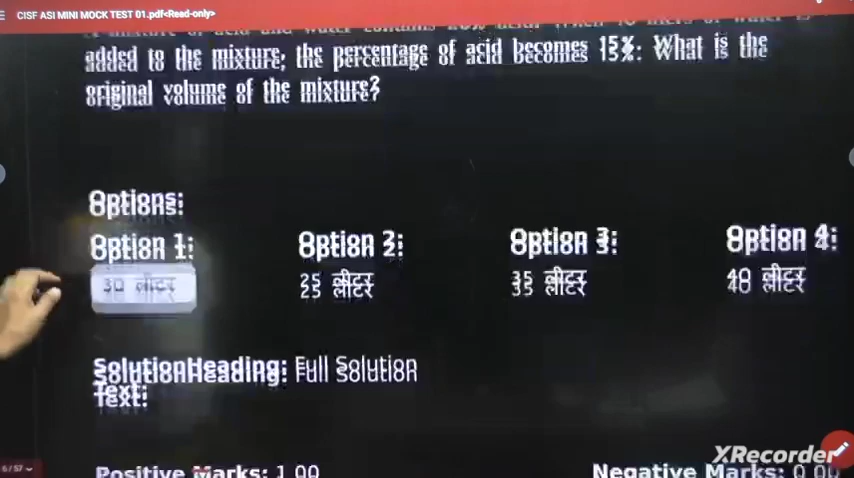 CISF ASI MINI MOCK TEST 01.pdf<Read-only>
added to the mixture; the percentage of acid becomes 15%: What is the
original volume of the mixture?
Options:
Option 1: Option 2: Option 3: Option 4:
30 लीटर 25 लीटर 35 लीटर 40 लीटर
SolutionHeading: Full Solution
Text:
6/57
XRecorder
Positive Marks: 1.00 Negative Marks: 0.00